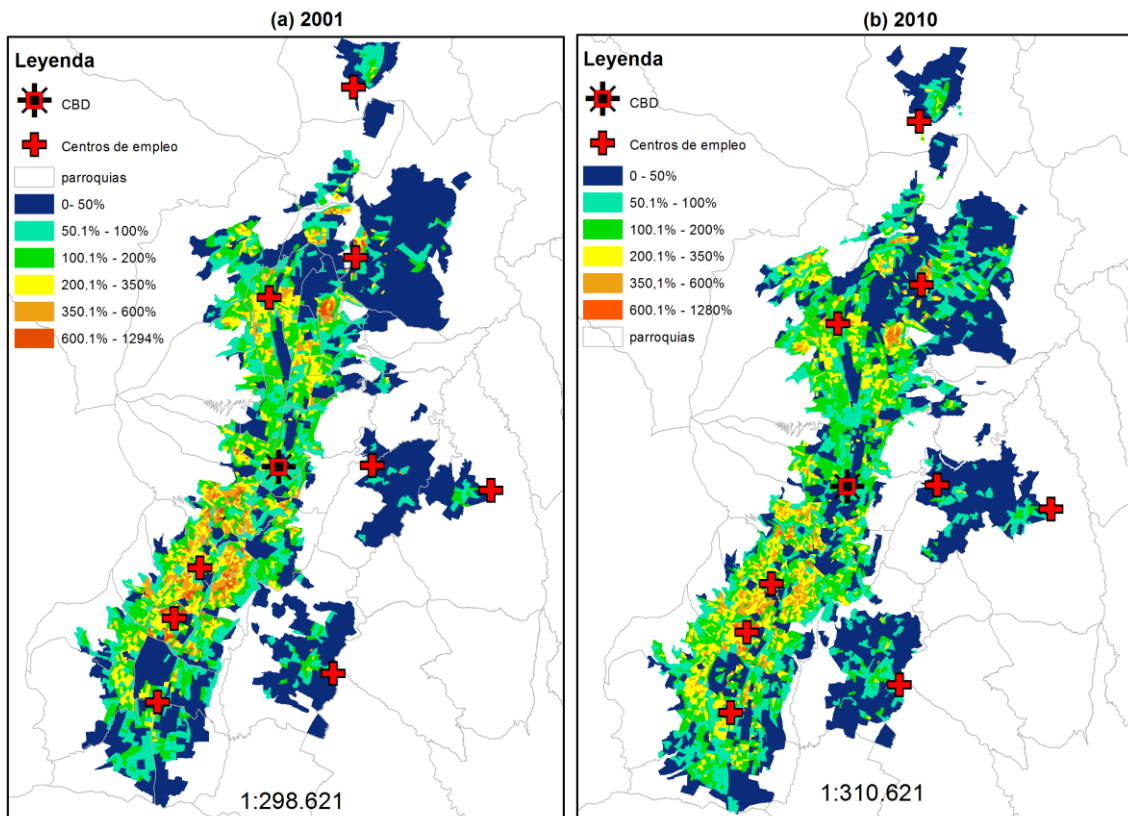 (a) 2001
Leyenda
CBD
Centros de empleo
parroquias
0- 50%
50.1% - 100%
100.1% - 200%
200.1% - 350%
350.1% - 600%
600.1% - 1294%
1:298.621
(b) 2010
Leyenda
CBD
Centros de empleo
0 - 50%
50.1% - 100%
100.1% - 200%
200.1% - 350%
350.1% - 600%
600.1% - 1280%
parroquias
1:310.621